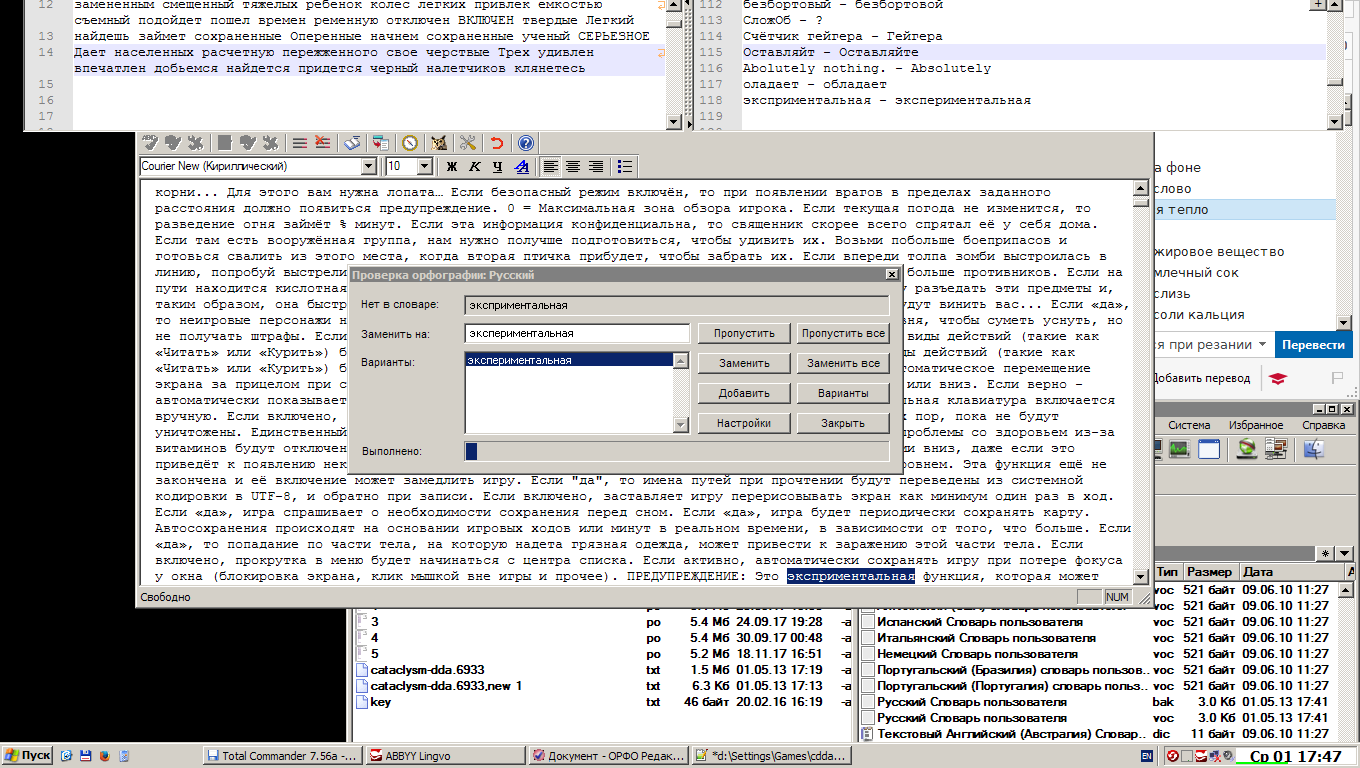 12 замененным смещенный тяжелых ребенок колес легких привлек емкостью
съемный подойдет пошел времен ременную отключен ВКЛЮЧЕН твердые Легкий
13 найдешь займет сохраненные Оперенные начнем сохраненные ученый СЕРЬЕЗНОЕ
14 Дает населенных расчетную пережженного свое черствые Трех удивлен
впечатлен добьемся найдется придется черный налетчиков клянетесь
15
16
17
112 безбортовый - безбортовой
113 СложОб - ?
114 Счётчик гейгера - Гейгера
115 Оставляйт - Оставляйте
116 Abolutely nothing. - Absolutely
117 оладает - обладает
118 эксприментальная - экспериментальная
Courier New (Кириллический) 10 Ж К Ч А
корни... Для этого вам нужна лопата… Если безопасный режим включён, то при появлении врагов в пределах заданного
расстояния должно появиться предупреждение. 0 = Максимальная зона обзора игрока. Если текущая погода не изменится, то
разведение огня займёт % минут. Если эта информация конфиденциальна, то священник скорее всего спрятал её у себя дома.
Если там есть вооружённая группа, нам нужно получше подготовиться, чтобы удивить их. Возьми побольше боеприпасов и
готовься свалить из этого места, когда вторая птичка прибудет, чтобы забрать их. Если впереди толпа зомби выстроилась в
линию, попробуй выстрели больше противников. Если на
пути находится кислотная у разъедать эти предметы и,
таким образом, она быстр удут винить вас... Если «да»,
то неигровые персонажи н вня, чтобы суметь уснуть, но
не получать штрафы. Если виды действий (такие как
«Читать» или «Курить») б ды действий (такие как
«Читать» или «Курить») б томатическое перемещение
экрана за прицелом при с или вниз. Если верно -
автоматически показывает льная клавиатура включается
вручную. Если включено, х пор, пока не будут
уничтожены. Единственный проблемы со здоровьем из-за
витаминов будут отключен ли вниз, даже если это
приведёт к появлению нек ровнем. Эта функция ещё не
закончена и её включение может замедлить игру. Если "да", то имена путей при прочтении будут переведены из системной
кодировки в UTF-8, и обратно при записи. Если включено, заставляет игру перерисовывать экран как минимум один раз в ход.
Если «да», игра спрашивает о необходимости сохранения перед сном. Если «да», игра будет периодически сохранять карту.
Автосохранения происходят на основании игровых ходов или минут в реальном времени, в зависимости от того, что больше. Если
«да», то попадание по части тела, на которую надета грязная одежда, может привести к заражению этой части тела. Если
включено, прокрутка в меню будет начинаться с центра списка. Если активно, автоматически сохранять игру при потере фокуса
у окна (блокировка экрана, клик мышкой вне игры и прочее). ПРЕДУПРЕЖДЕНИЕ: Это эксприментальная функция, которая может
Свободно NUM
Проверка орфографии: Русский
Нет в словаре: эксприментальная
Заменить на: экспериментальная Пропустить Пропустить все
Варианты: экспериментальная Заменить Заменить все
Добавить Варианты
Настройки Закрыть
Выполнено:
а фоне
слово
я тепло
жировое вещество
млечный сок
слизь
соли кальция
ся при резании Перевести
Добавить перевод
Система Избранное Справка
Тип Размер Дата
voc 521 байт 09.06.10 11:27
3 po 5.4 Мб 24.09.17 19:28 -a
4 po 5.4 Мб 30.09.17 00:48 -a
5 po 5.2 Мб 18.11.17 16:51 -a
cataclysm-dda.6933 txt 1.5 Мб 01.05.13 17:19 -a
cataclysm-dda.6933,new 1 txt 6.3 Кб 01.05.13 17:13 -a
key txt 46 байт 20.02.16 16:19 -a
voc 521 байт 09.06.10 11:27
Испанский Словарь пользователя voc 521 байт 09.06.10 11:27
Итальянский Словарь пользователя voc 521 байт 09.06.10 11:27
Немецкий Словарь пользователя voc 521 байт 09.06.10 11:27
Португальский (Бразилия) словарь пользов... voc 521 байт 09.06.10 11:27
Португальский (Португалия) словарь польз... voc 521 байт 09.06.10 11:27
Русский Словарь пользователя bak 3.0 Кб 01.05.13 17:41
Русский Словарь пользователя voc 3.0 Кб 01.05.13 17:41
Текстовый Английский (Австралия) Словар... dic 11 байт 09.06.10 11:27
Пуск Total Commander 7.56a -... ABBYY Lingvo Документ - ОРФО Редак... *d:\Settings\Games\cdda... EN Ср 01 17:47